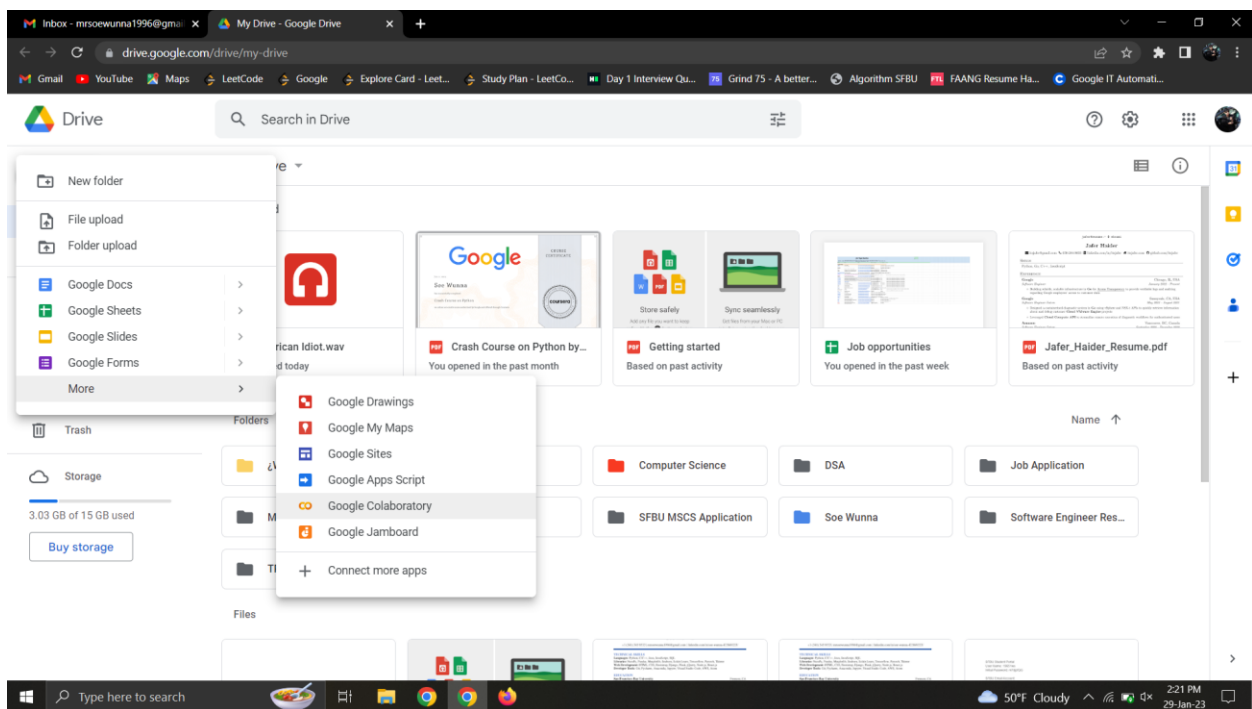 Inbox - mrsoewunna1996@gmai
My Drive - Google Drive
drive.google.com/drive/my-drive
Gmail
YouTube
Maps
LeetCode
Google
Explore Card - Leet...
Study Plan - LeetCo...
Day 1 Interview Qu...
75 Grind 75 - A better...
Algorithm SFBU
FTL FAANG Resume Ha...
Google IT Automati...
Drive
Search in Drive
ve
31
New folder
File upload
Folder upload
Google Docs
Google Sheets
Google Slides
Google Forms
More
Google
Soe Wunna
Store safely
Sync seamlessly
Jafer Haider
rican Idiot.wav
d today
PDF Crash Course on Python by...
You opened in the past month
PDF Getting started
Based on past activity
Job opportunities
You opened in the past week
PDF Jafer_Haider_Resume.pdf
Based on past activity
Google Drawings
Google My Maps
Google Sites
Google Apps Script
Google Colaboratory
Google Jamboard
Connect more apps
Trash
Storage
3.03 GB of 15 GB used
Buy storage
Folders
Name
Computer Science
DSA
Job Application
M
SFBU MSCS Application
Soe Wunna
Software Engineer Res...
Files
Type here to search
50°F Cloudy
2:21 PM
29-Jan-23